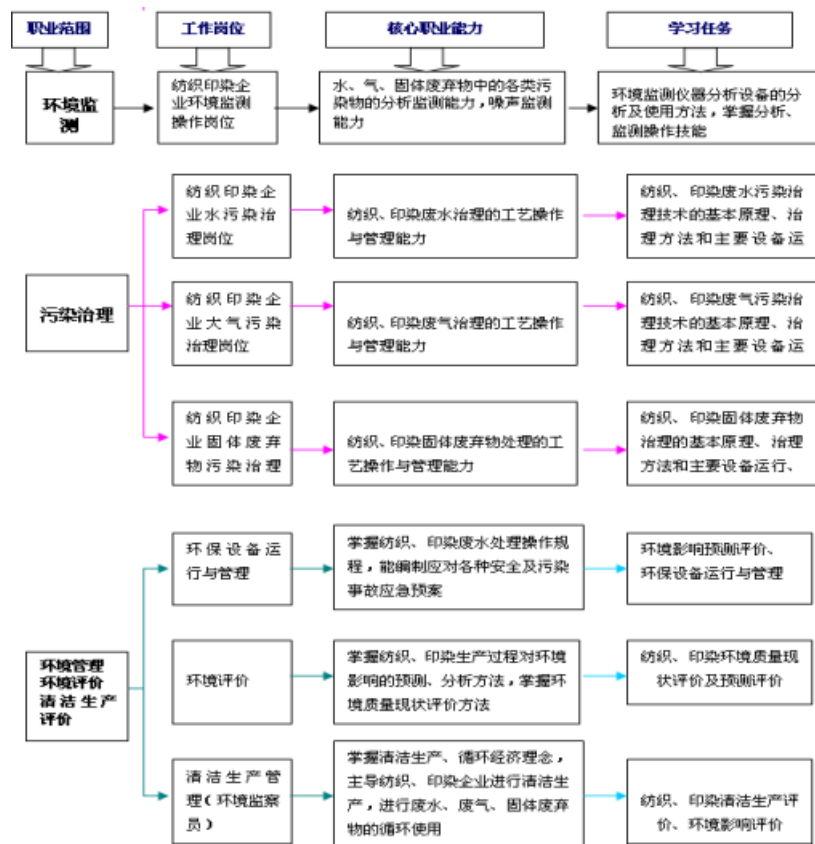 职业范围
工作岗位
核心职业能力
学习任务
环境监
测
纺织印染企
业环境监测
操作岗位
水、气、固体废弃物中的各类污
染物的分析监测能力，噪声监测
能力
环境监测仪器分析设备的分
析及使用方法，掌握分析、
监测操作技能
污染治理
纺织印染企
业水污染治
理岗位
纺织、印染废水治理的工艺操作
与管理能力
纺织、印染废水污染治
理技术的基本原理、治
理方法和主要设备运
纺织印染企
业大气污染
治理岗位
纺织、印染废气治理的工艺操作
与管理能力
纺织、印染废气污染治
理技术的基本原理、治
理方法和主要设备运
纺织印染企
业固体废弃
物污染治理
纺织、印染固体废弃物处理的工
艺操作与管理能力
纺织、印染固体废弃物
治理的基本原理、治理
方法和主要设备运行、
环境管理
环境评价
清洁生产
评价
环保设备运
行与管理
掌握纺织、印染废水处理操作规
程，能编制应对各种安全及污染
事故应急预案
环境影响预测评价、
环保设备运行与管理
环境评价
掌握纺织、印染生产过程对环境
影响的预测、分析方法，掌握环
境质量现状评价方法
纺织、印染环境质量现
状评价及预测评价
清洁生产管
理（环境监察
员）
掌握清洁生产、循环经济理念，
主导纺织、印染企业进行清洁生
产，进行废水、废气、固体废弃
物的循环使用
纺织、印染清洁生产评
价、环境影响评价